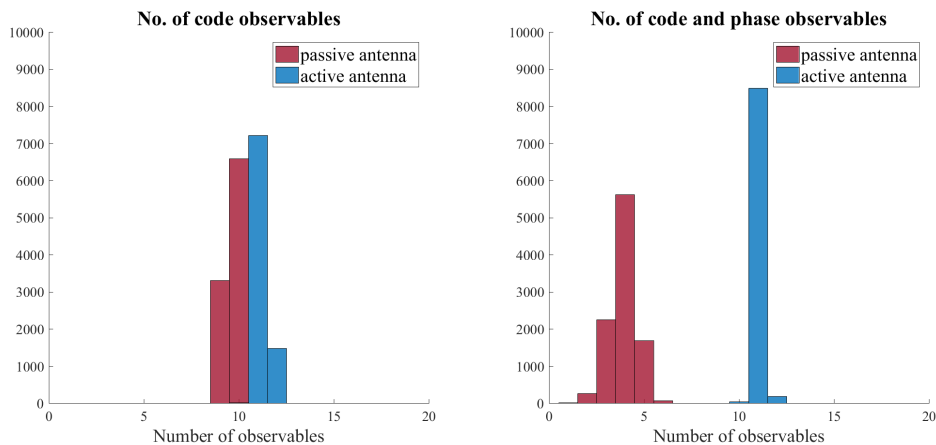 No. of code observables
passive antenna
active antenna
10000
9000
8000
7000
6000
5000
4000
3000
2000
1000
0
0 5 10 15 20
Number of observables
No. of code and phase observables
passive antenna
active antenna
10000
9000
8000
7000
6000
5000
4000
3000
2000
1000
0
0 5 10 15 20
Number of observables